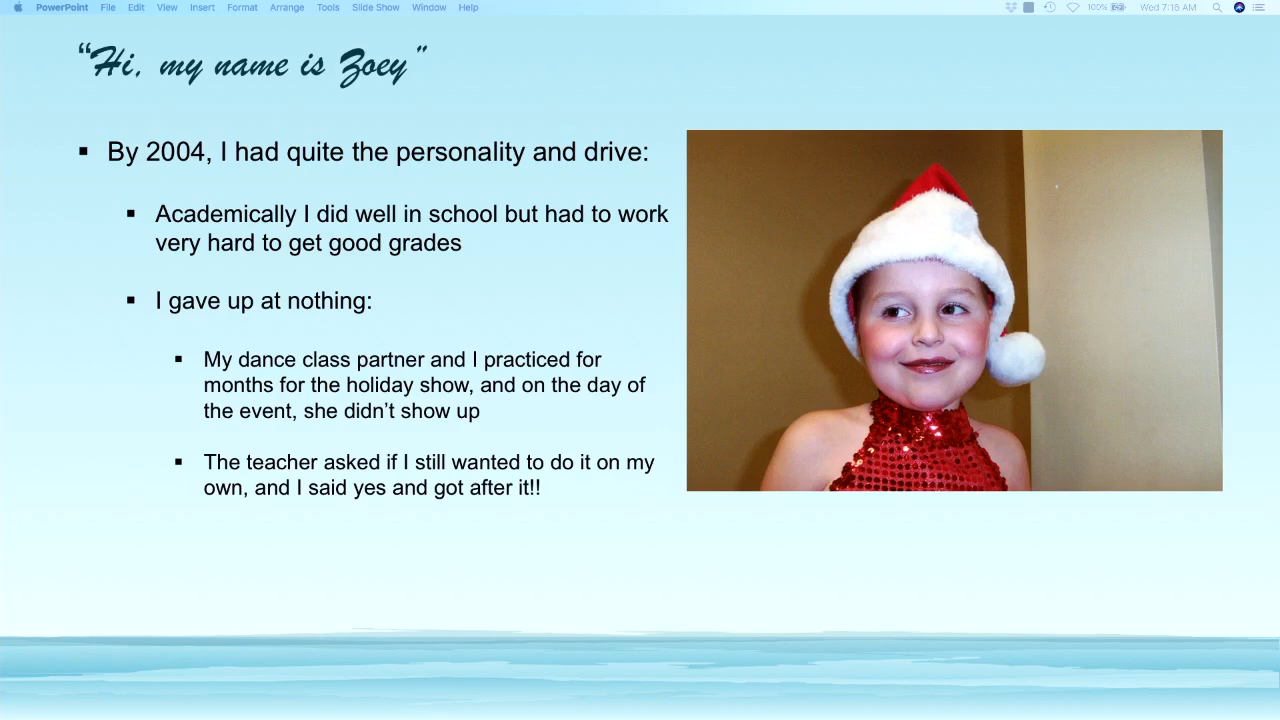 PowerPoint File Edit View Insert Format Arrange Tools Slide Show Window Help 100% Wed 7:16 AM
“Hi, my name is Zoey”
▪ By 2004, I had quite the personality and drive:
▪ Academically I did well in school but had to work
very hard to get good grades
▪ I gave up at nothing:
▪ My dance class partner and I practiced for
months for the holiday show, and on the day of
the event, she didn’t show up
▪ The teacher asked if I still wanted to do it on my
own, and I said yes and got after it!!